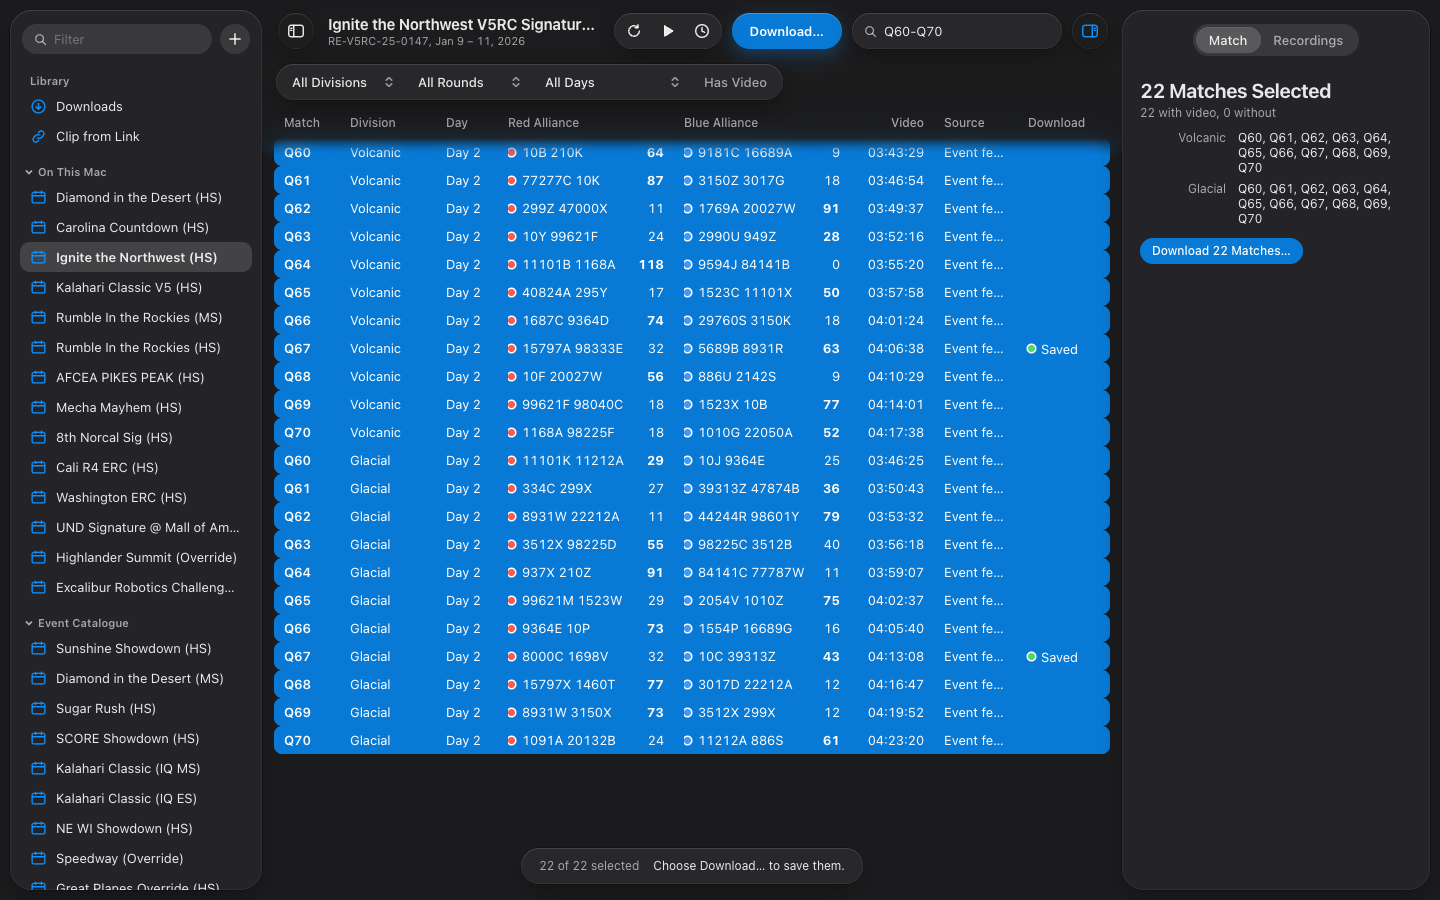 Filter
Library
Downloads
Clip from Link
On This Mac
Diamond in the Desert (HS)
Carolina Countdown (HS)
Ignite the Northwest (HS)
Kalahari Classic V5 (HS)
Rumble In the Rockies (MS)
Rumble In the Rockies (HS)
AFCEA PIKES PEAK (HS)
Mecha Mayhem (HS)
8th Norcal Sig (HS)
Cali R4 ERC (HS)
Washington ERC (HS)
UND Signature @ Mall of Am...
Highlander Summit (Override)
Excalibur Robotics Challeng...
Event Catalogue
Sunshine Showdown (HS)
Diamond in the Desert (MS)
Sugar Rush (HS)
SCORE Showdown (HS)
Kalahari Classic (IQ MS)
Kalahari Classic (IQ ES)
NE WI Showdown (HS)
Speedway (Override)
Great Planes Override (HS)
Ignite the Northwest V5RC Signatur...
RE-V5RC-25-0147, Jan 9 – 11, 2026
Download...
Q60-Q70
All Divisions All Rounds All Days Has Video
Match Division Day Red Alliance Blue Alliance Video Source Download
Q60 Volcanic Day 2 10B 210K 64 9181C 16689A 9 03:43:29 Event fe...
Q61 Volcanic Day 2 77277C 10K 87 3150Z 3017G 18 03:46:54 Event fe...
Q62 Volcanic Day 2 299Z 47000X 11 1769A 20027W 91 03:49:37 Event fe...
Q63 Volcanic Day 2 10Y 99621F 24 2990U 949Z 28 03:52:16 Event fe...
Q64 Volcanic Day 2 11101B 1168A 118 9594J 84141B 0 03:55:20 Event fe...
Q65 Volcanic Day 2 40824A 295Y 17 1523C 11101X 50 03:57:58 Event fe...
Q66 Volcanic Day 2 1687C 9364D 74 29760S 3150K 18 04:01:24 Event fe...
Q67 Volcanic Day 2 15797A 98333E 32 5689B 8931R 63 04:06:38 Event fe... Saved
Q68 Volcanic Day 2 10F 20027W 56 886U 2142S 9 04:10:29 Event fe...
Q69 Volcanic Day 2 99621F 98040C 18 1523X 10B 77 04:14:01 Event fe...
Q70 Volcanic Day 2 1168A 98225F 18 1010G 22050A 52 04:17:38 Event fe...
Q60 Glacial Day 2 11101K 11212A 29 10J 9364E 25 03:46:25 Event fe...
Q61 Glacial Day 2 334C 299X 27 39313Z 47874B 36 03:50:43 Event fe...
Q62 Glacial Day 2 8931W 22212A 11 44244R 98601Y 79 03:53:32 Event fe...
Q63 Glacial Day 2 3512X 98225D 55 98225C 3512B 40 03:56:18 Event fe...
Q64 Glacial Day 2 937X 210Z 91 84141C 77787W 11 03:59:07 Event fe...
Q65 Glacial Day 2 99621M 1523W 29 2054V 1010Z 75 04:02:37 Event fe...
Q66 Glacial Day 2 9364E 10P 73 1554P 16689G 16 04:05:40 Event fe...
Q67 Glacial Day 2 8000C 1698V 32 10C 39313Z 43 04:13:08 Event fe... Saved
Q68 Glacial Day 2 15797X 1460T 77 3017D 22212A 12 04:16:47 Event fe...
Q69 Glacial Day 2 8931W 3150X 73 3512X 299X 12 04:19:52 Event fe...
Q70 Glacial Day 2 1091A 20132B 24 11212A 886S 61 04:23:20 Event fe...
22 of 22 selected Choose Download... to save them.
Match Recordings
22 Matches Selected
22 with video, 0 without
Volcanic Q60, Q61, Q62, Q63, Q64,
Q65, Q66, Q67, Q68, Q69,
Q70
Glacial Q60, Q61, Q62, Q63, Q64,
Q65, Q66, Q67, Q68, Q69,
Q70
Download 22 Matches...